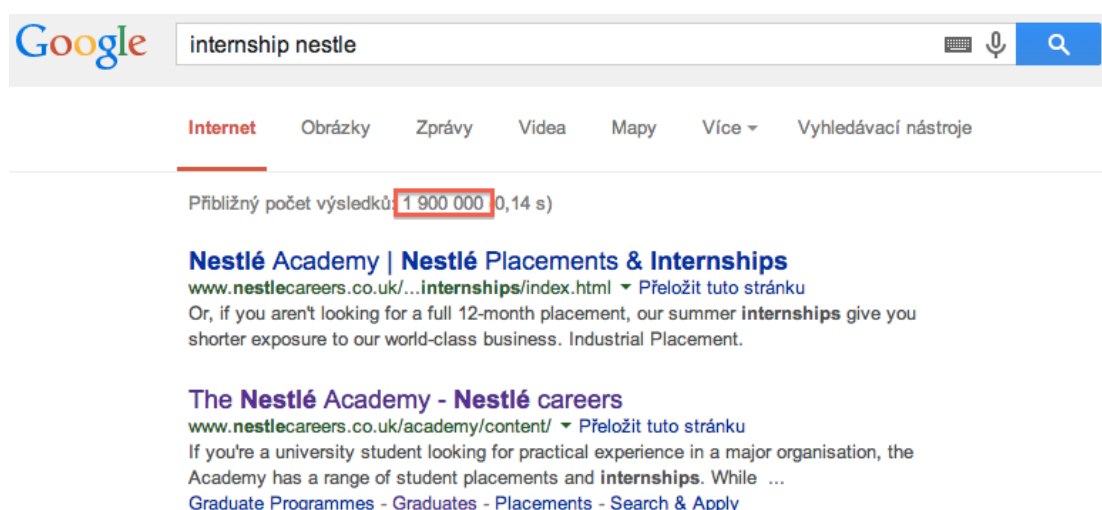 Google internship nestle
Internet Obrázky Zprávy Videa Mapy Více Vyhledávací nástroje
Přibližný počet výsledků: 1 900 000 (0,14 s)
Nestlé Academy | Nestlé Placements & Internships
www.nestlecareers.co.uk/...internships/index.html Přeložit tuto stránku
Or, if you aren't looking for a full 12-month placement, our summer internships give you
shorter exposure to our world-class business. Industrial Placement.
The Nestlé Academy - Nestlé careers
www.nestlecareers.co.uk/academy/content/ Přeložit tuto stránku
If you're a university student looking for practical experience in a major organisation, the
Academy has a range of student placements and internships. While ...
Graduate Programmes - Graduates - Placements - Search & Apply